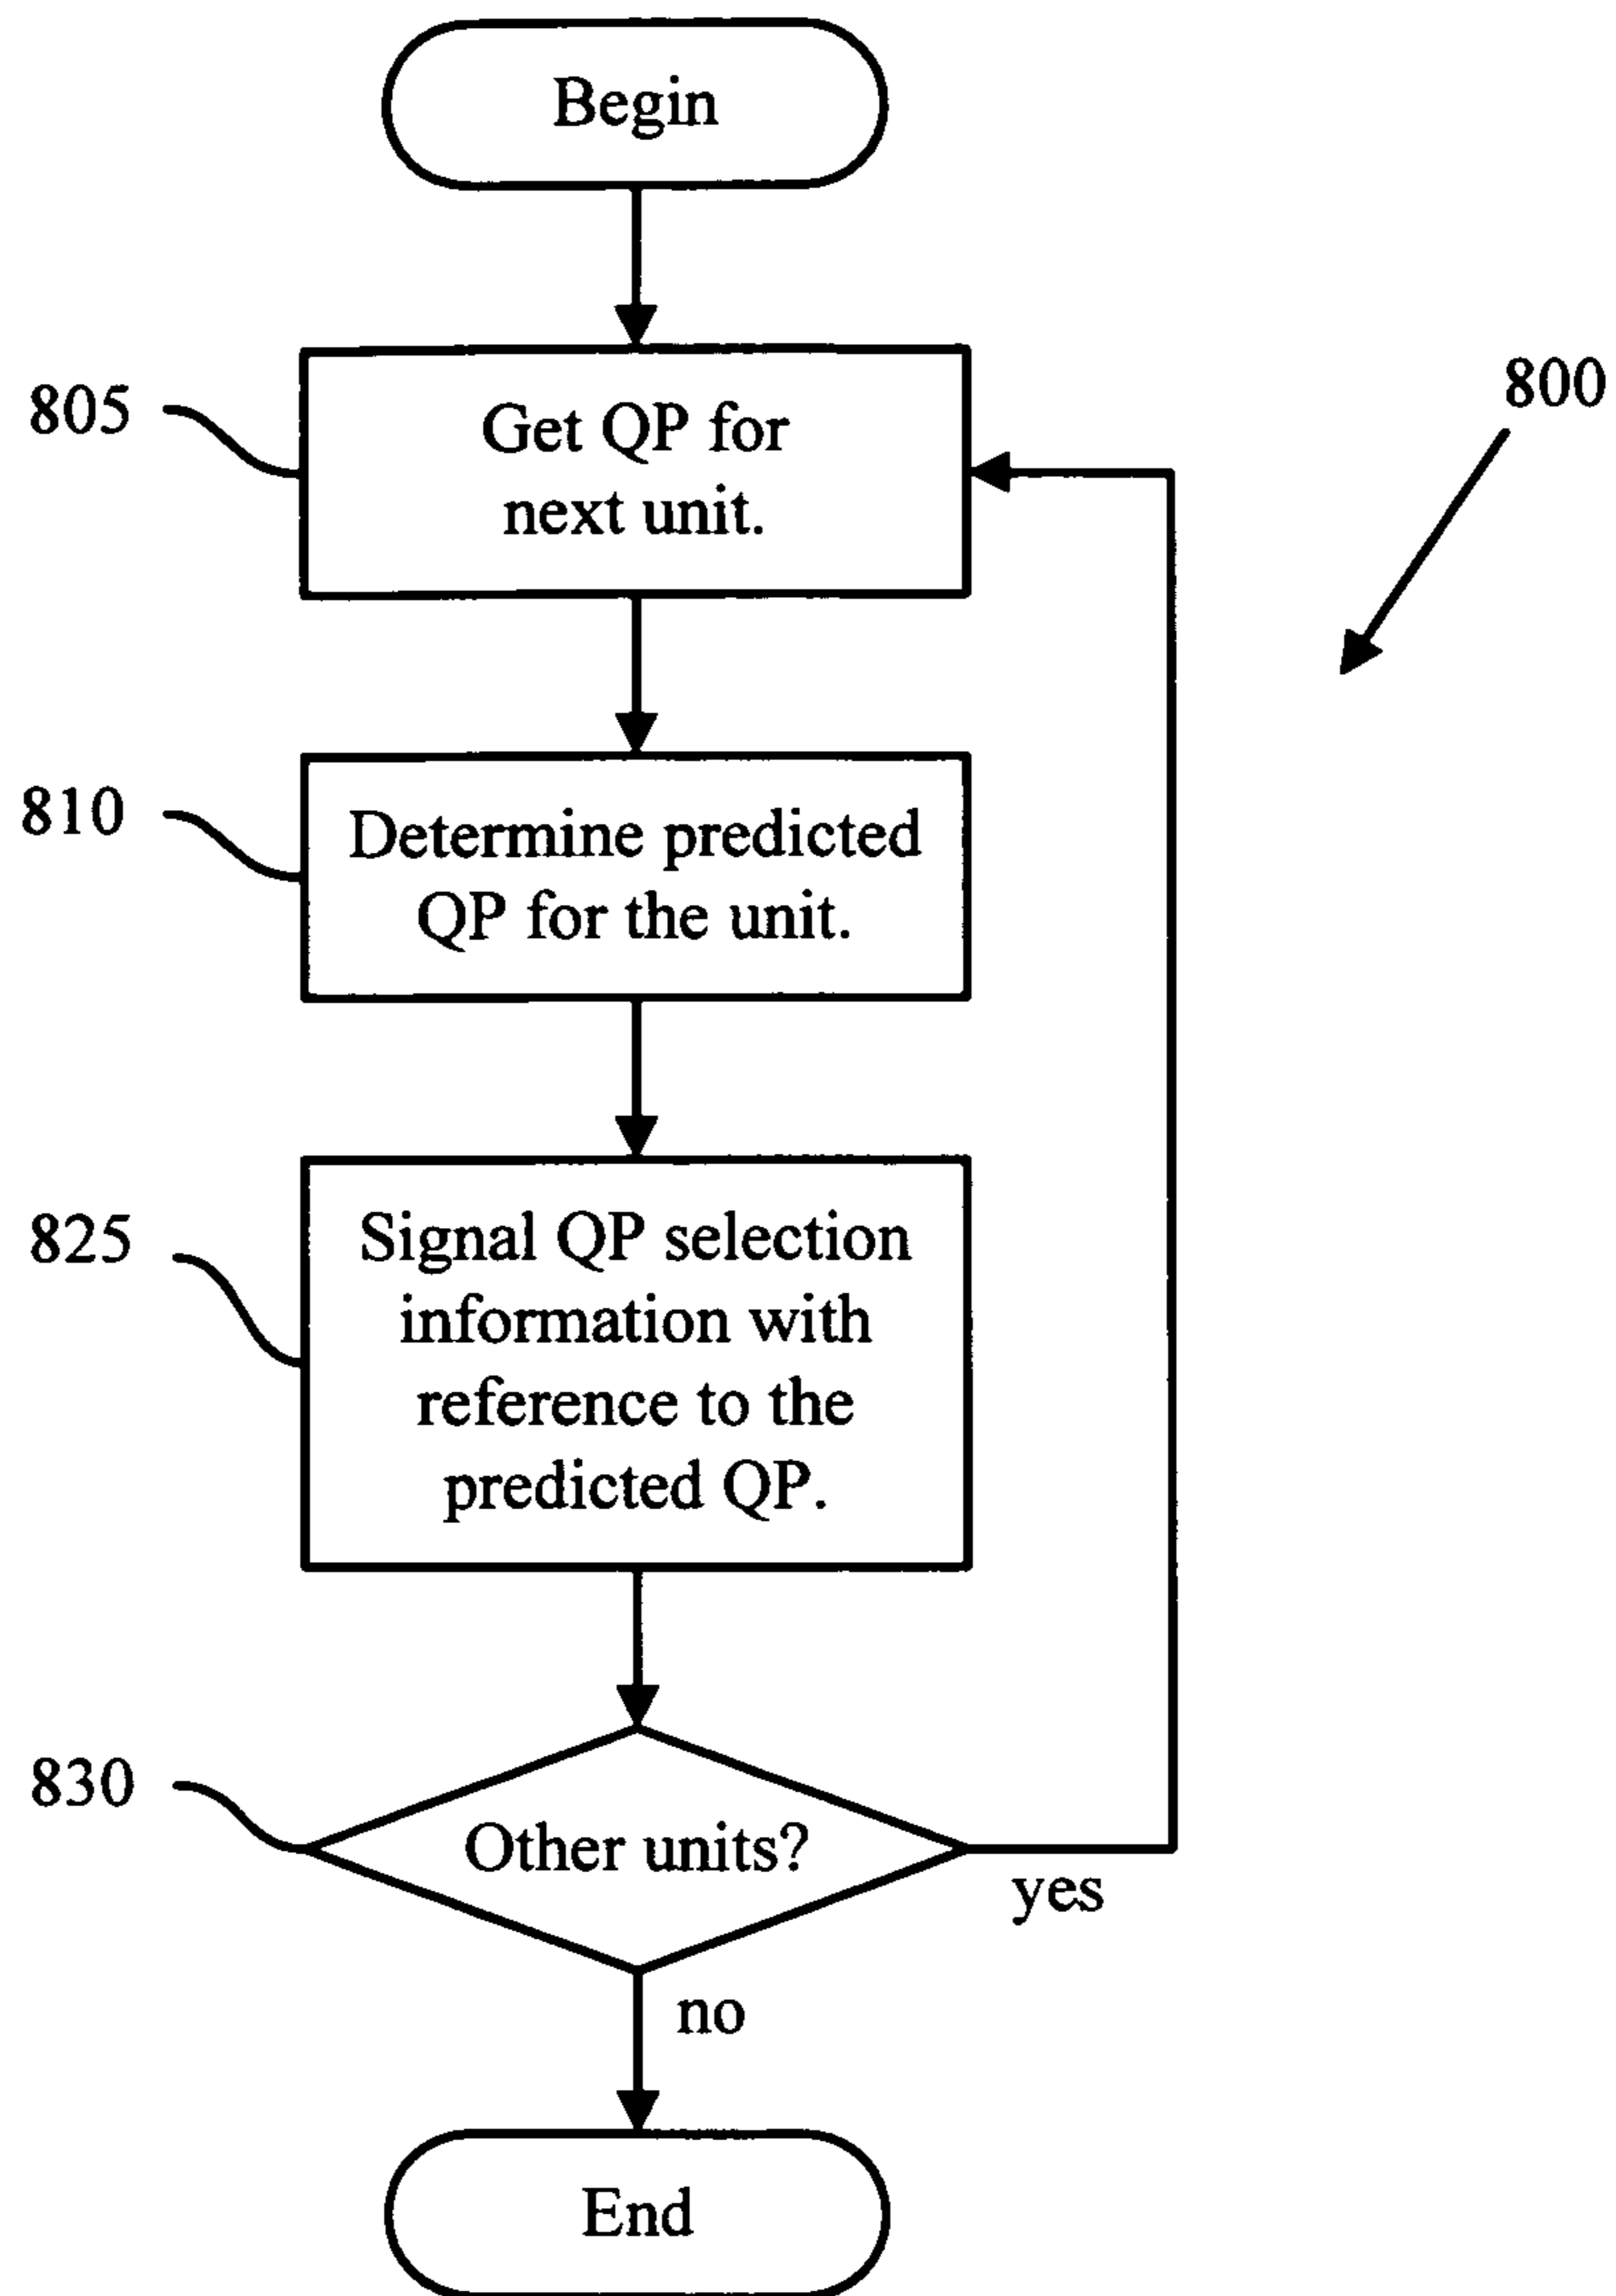 Begin
805
Get QP for
next unit.
800
810
Determine predicted
QP for the unit.
825
Signal QP selection
information with
reference to the
predicted QP.
830
Other units?
yes
no
End